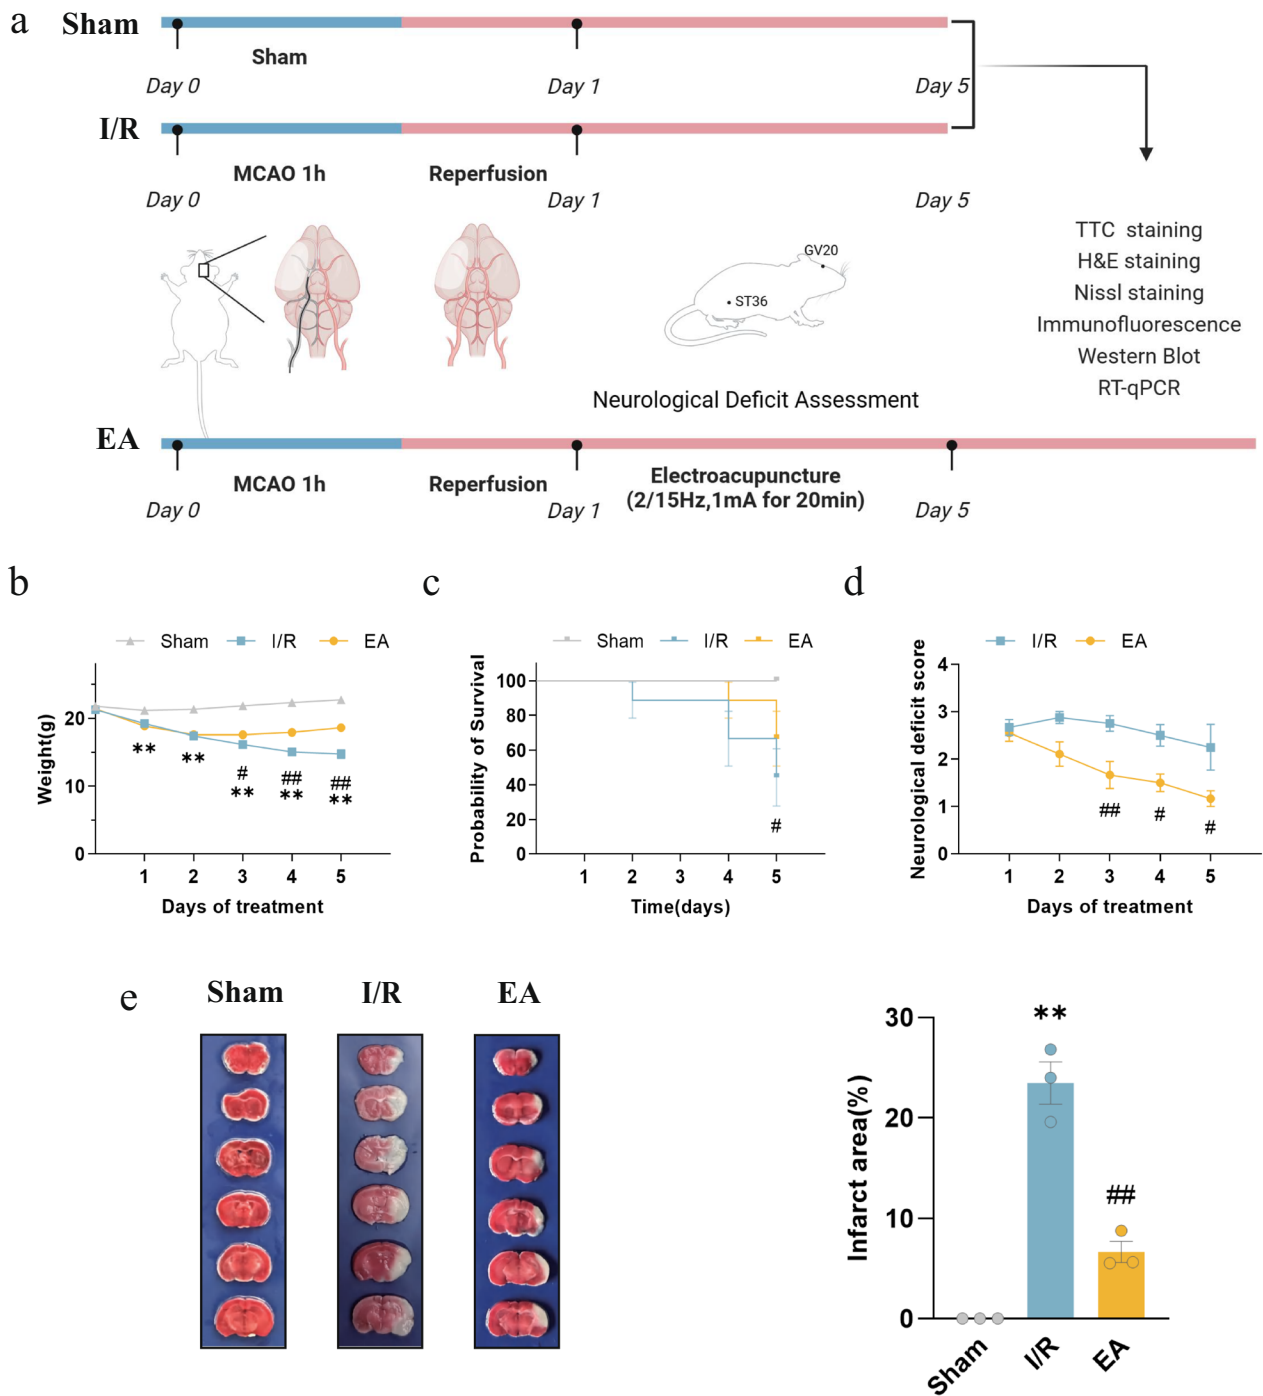 a
Sham
Sham
Day 0
Day 1
Day 5
I/R
MCAO 1h
Reperfusion
Day 0
Day 1
Day 5
GV20
ST36
TTC staining
H&E staining
Nissl staining
Immunofluorescence
Western Blot
RT-qPCR
Neurological Deficit Assessment
EA
MCAO 1h
Reperfusion
Electroacupuncture
(2/15Hz,1mA for 20min)
Day 0
Day 1
Day 5
b
Sham
I/R
EA
Weight(g)
20
10
0
**
**
#
**
##
**
##
**
1 2 3 4 5
Days of treatment
c
Sham
I/R
EA
Probability of Survival
100
80
60
40
20
0
#
1 2 3 4 5
Time(days)
d
I/R
EA
Neurological deficit score
4
3
2
1
0
##
#
#
1 2 3 4 5
Days of treatment
e
Sham
I/R
EA
Infarct area(%)
30
20
10
0
**
##
Sham
I/R
EA